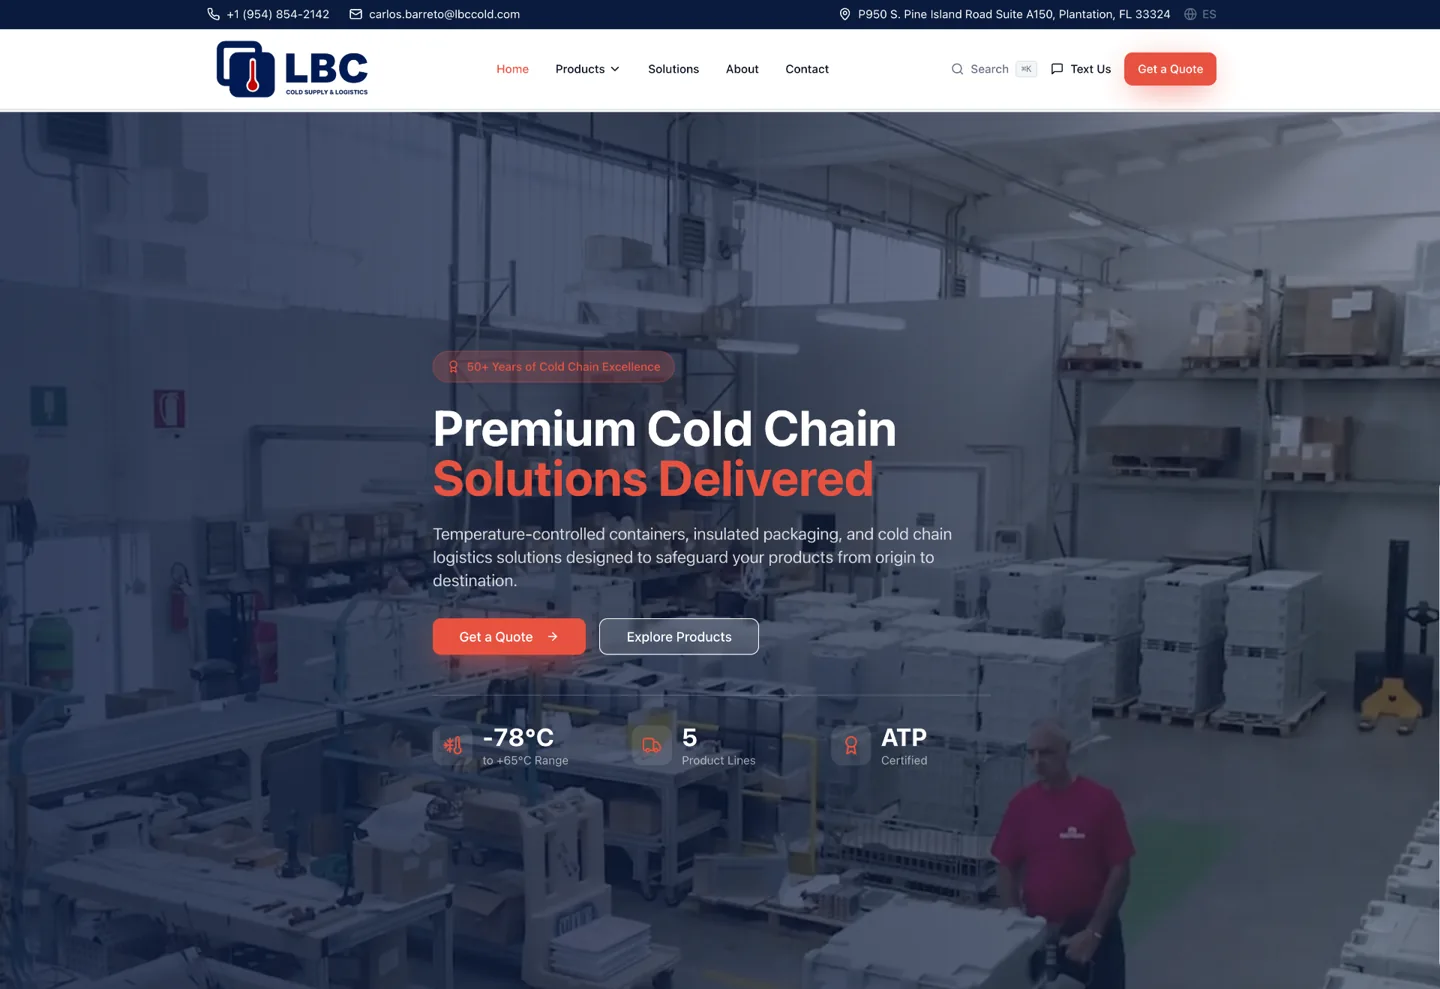 +1 (954) 854-2142
carlos.barreto@lbccold.com
P950 S. Pine Island Road Suite A150, Plantation, FL 33324
ES
LBC
COLD SUPPLY & LOGISTICS
Home
Products
Solutions
About
Contact
Search
⌘K
Text Us
Get a Quote
50+ Years of Cold Chain Excellence
Premium Cold Chain
Solutions Delivered
Temperature-controlled containers, insulated packaging, and cold chain
logistics solutions designed to safeguard your products from origin to
destination.
Get a Quote →
Explore Products
-78°C
to +65°C Range
5
Product Lines
ATP
Certified